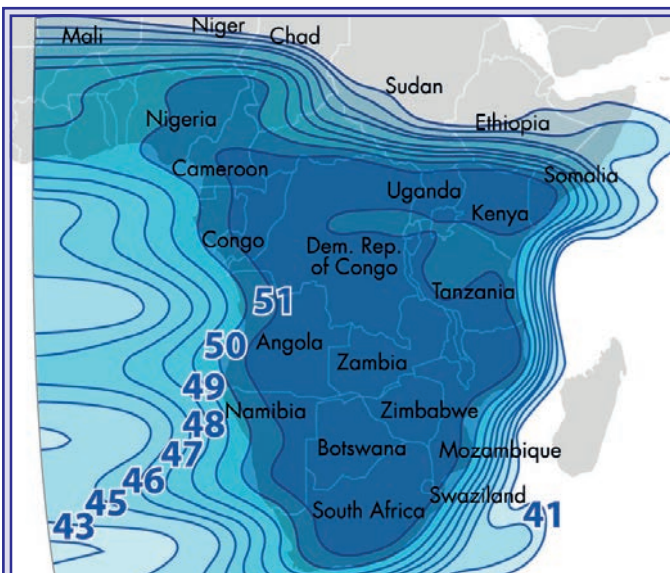 Niger
Mali
Chad
Sudan
Nigeria
Ethiopia
Cameroon
Somalia
Uganda
Kenya
Congo
Dem. Rep.
of Congo
Tanzania
51
50
Angola
Zambia
49
Namibia
Zimbabwe
48
47
Botswana
Mozambique
46
45
Swaziland
43
South Africa
41